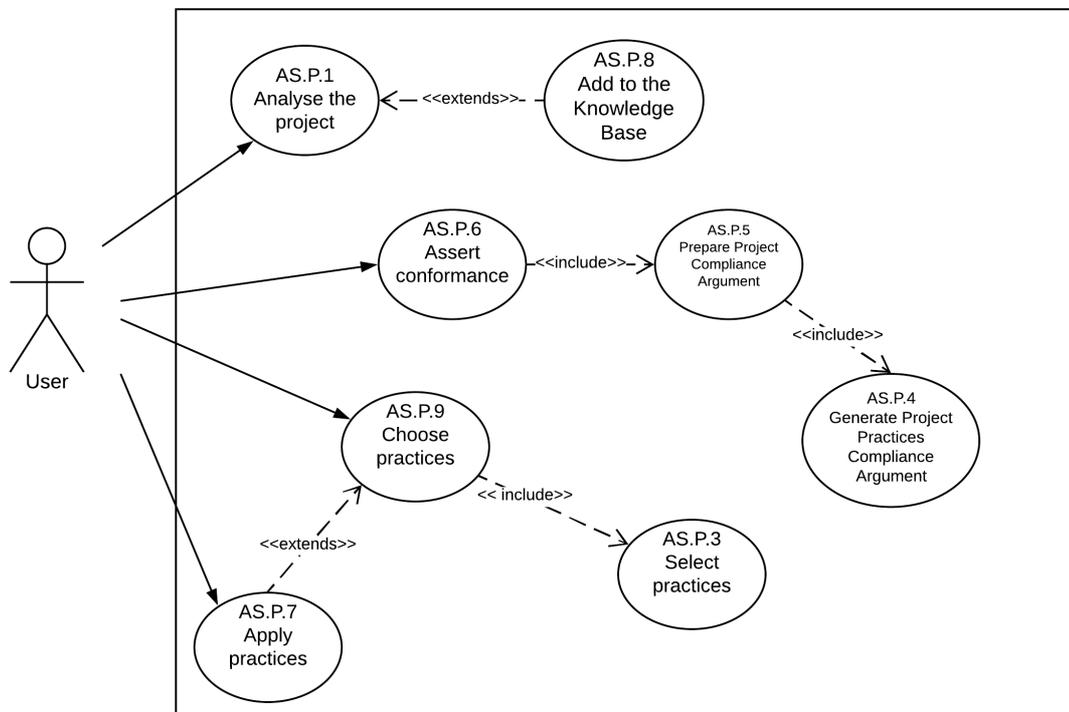 AS.P.1
Analyse the
project
<<extends>>
AS.P.8
Add to the
Knowledge
Base
AS.P.6
Assert
conformance
<<include>>
AS.P.5
Prepare Project
Compliance
Argument
<<include>>
User
AS.P.4
Generate Project
Practices
Compliance
Argument
AS.P.9
Choose
practices
<< include>>
<<extends>>
AS.P.3
Select
practices
AS.P.7
Apply
practices